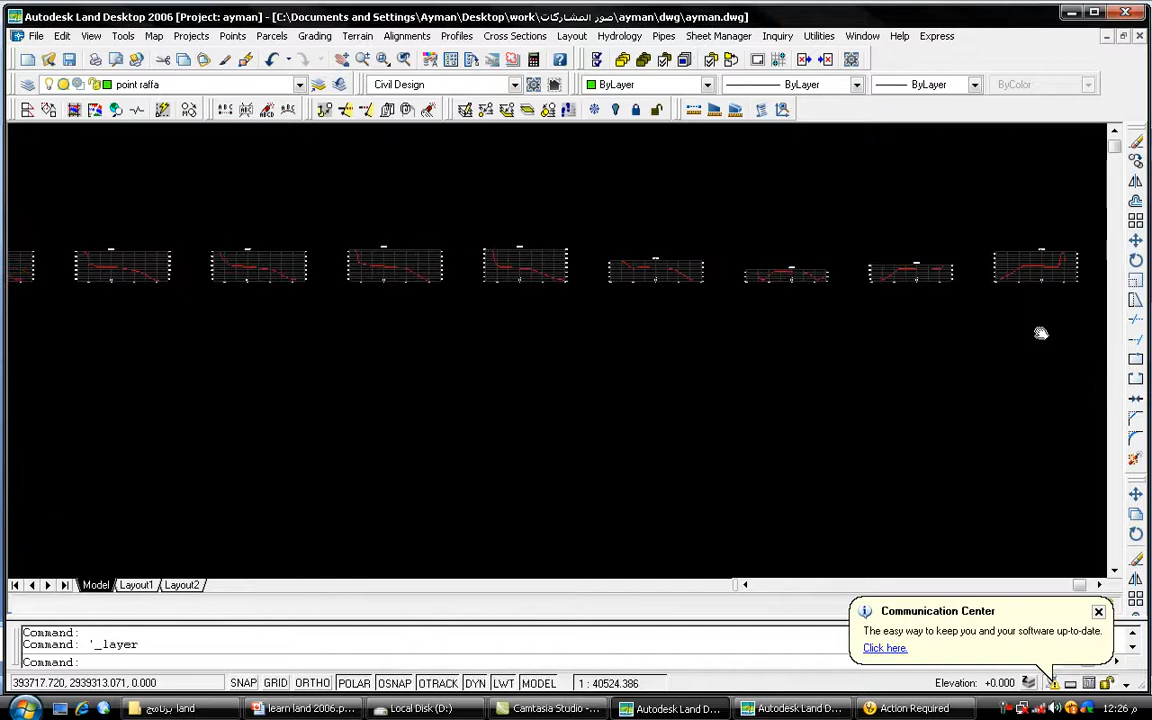 Autodesk Land Desktop 2006 [Project: ayman] - [C:\Documents and Settings\Ayman\Desktop\work\صور المشاركات\ayman\dwg\ayman.dwg]
File Edit View Tools Map Projects Points Parcels Grading Terrain Alignments Profiles Cross Sections Layout Hydrology Pipes Sheet Manager Inquiry Utilities Window Help Express
point raffa Civil Design ByLayer ByLayer ByLayer ByColor
Model Layout1 Layout2
Communication Center
The easy way to keep you and your software up-to-date.
Click here.
Command:
Command: '_layer
Command:
393717.720, 2939313.071, 0.000 SNAP GRID ORTHO POLAR OSNAP OTRACK DYN LWT MODEL 1 : 40524.386 Elevation: +0.000
برنامج land learn land 2006.p... Local Disk (D:) Camtasia Studio - ... Autodesk Land D... Autodesk Land D... Action Required 12:26 م